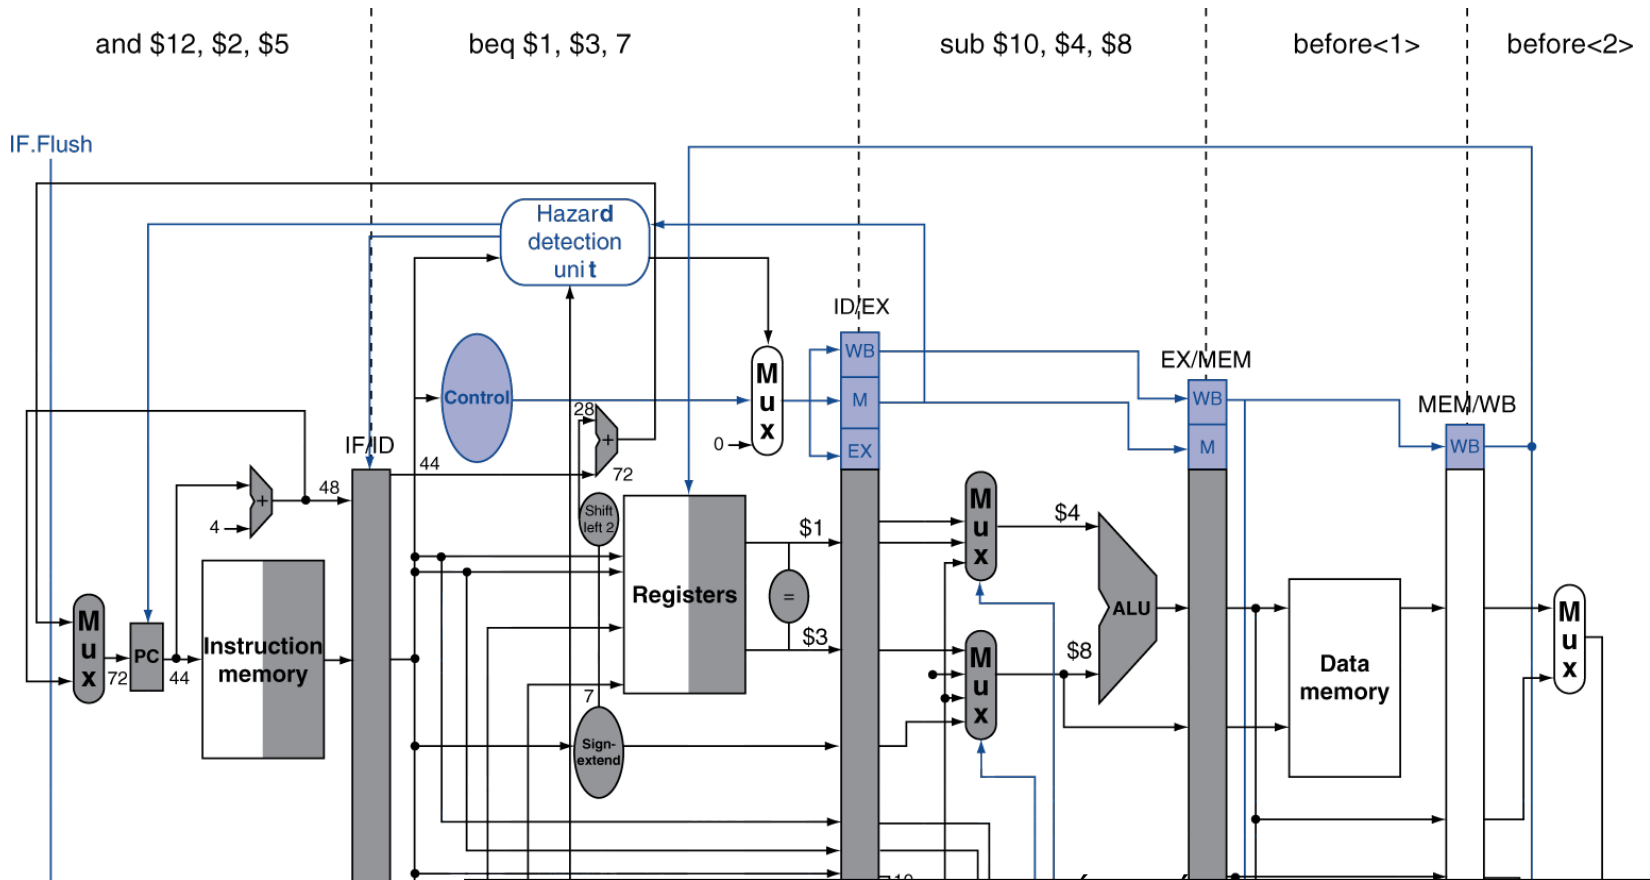 and $12, $2, $5
beq $1, $3, 7
sub $10, $4, $8
before<1>
before<2>
IF.Flush
Hazard
detection
unit
ID/EX
WB
M
EX
Control
M
u
x
0
28
+
72
EX/MEM
WB
M
MEM/WB
WB
IF/ID
44
48
+
4
Shift
left 2
M
u
x
$4
$1
=
$3
Registers
ALU
M
u
x
$8
M
u
x
72
PC
44
Instruction
memory
7
Sign-
extend
Data
memory
M
u
x